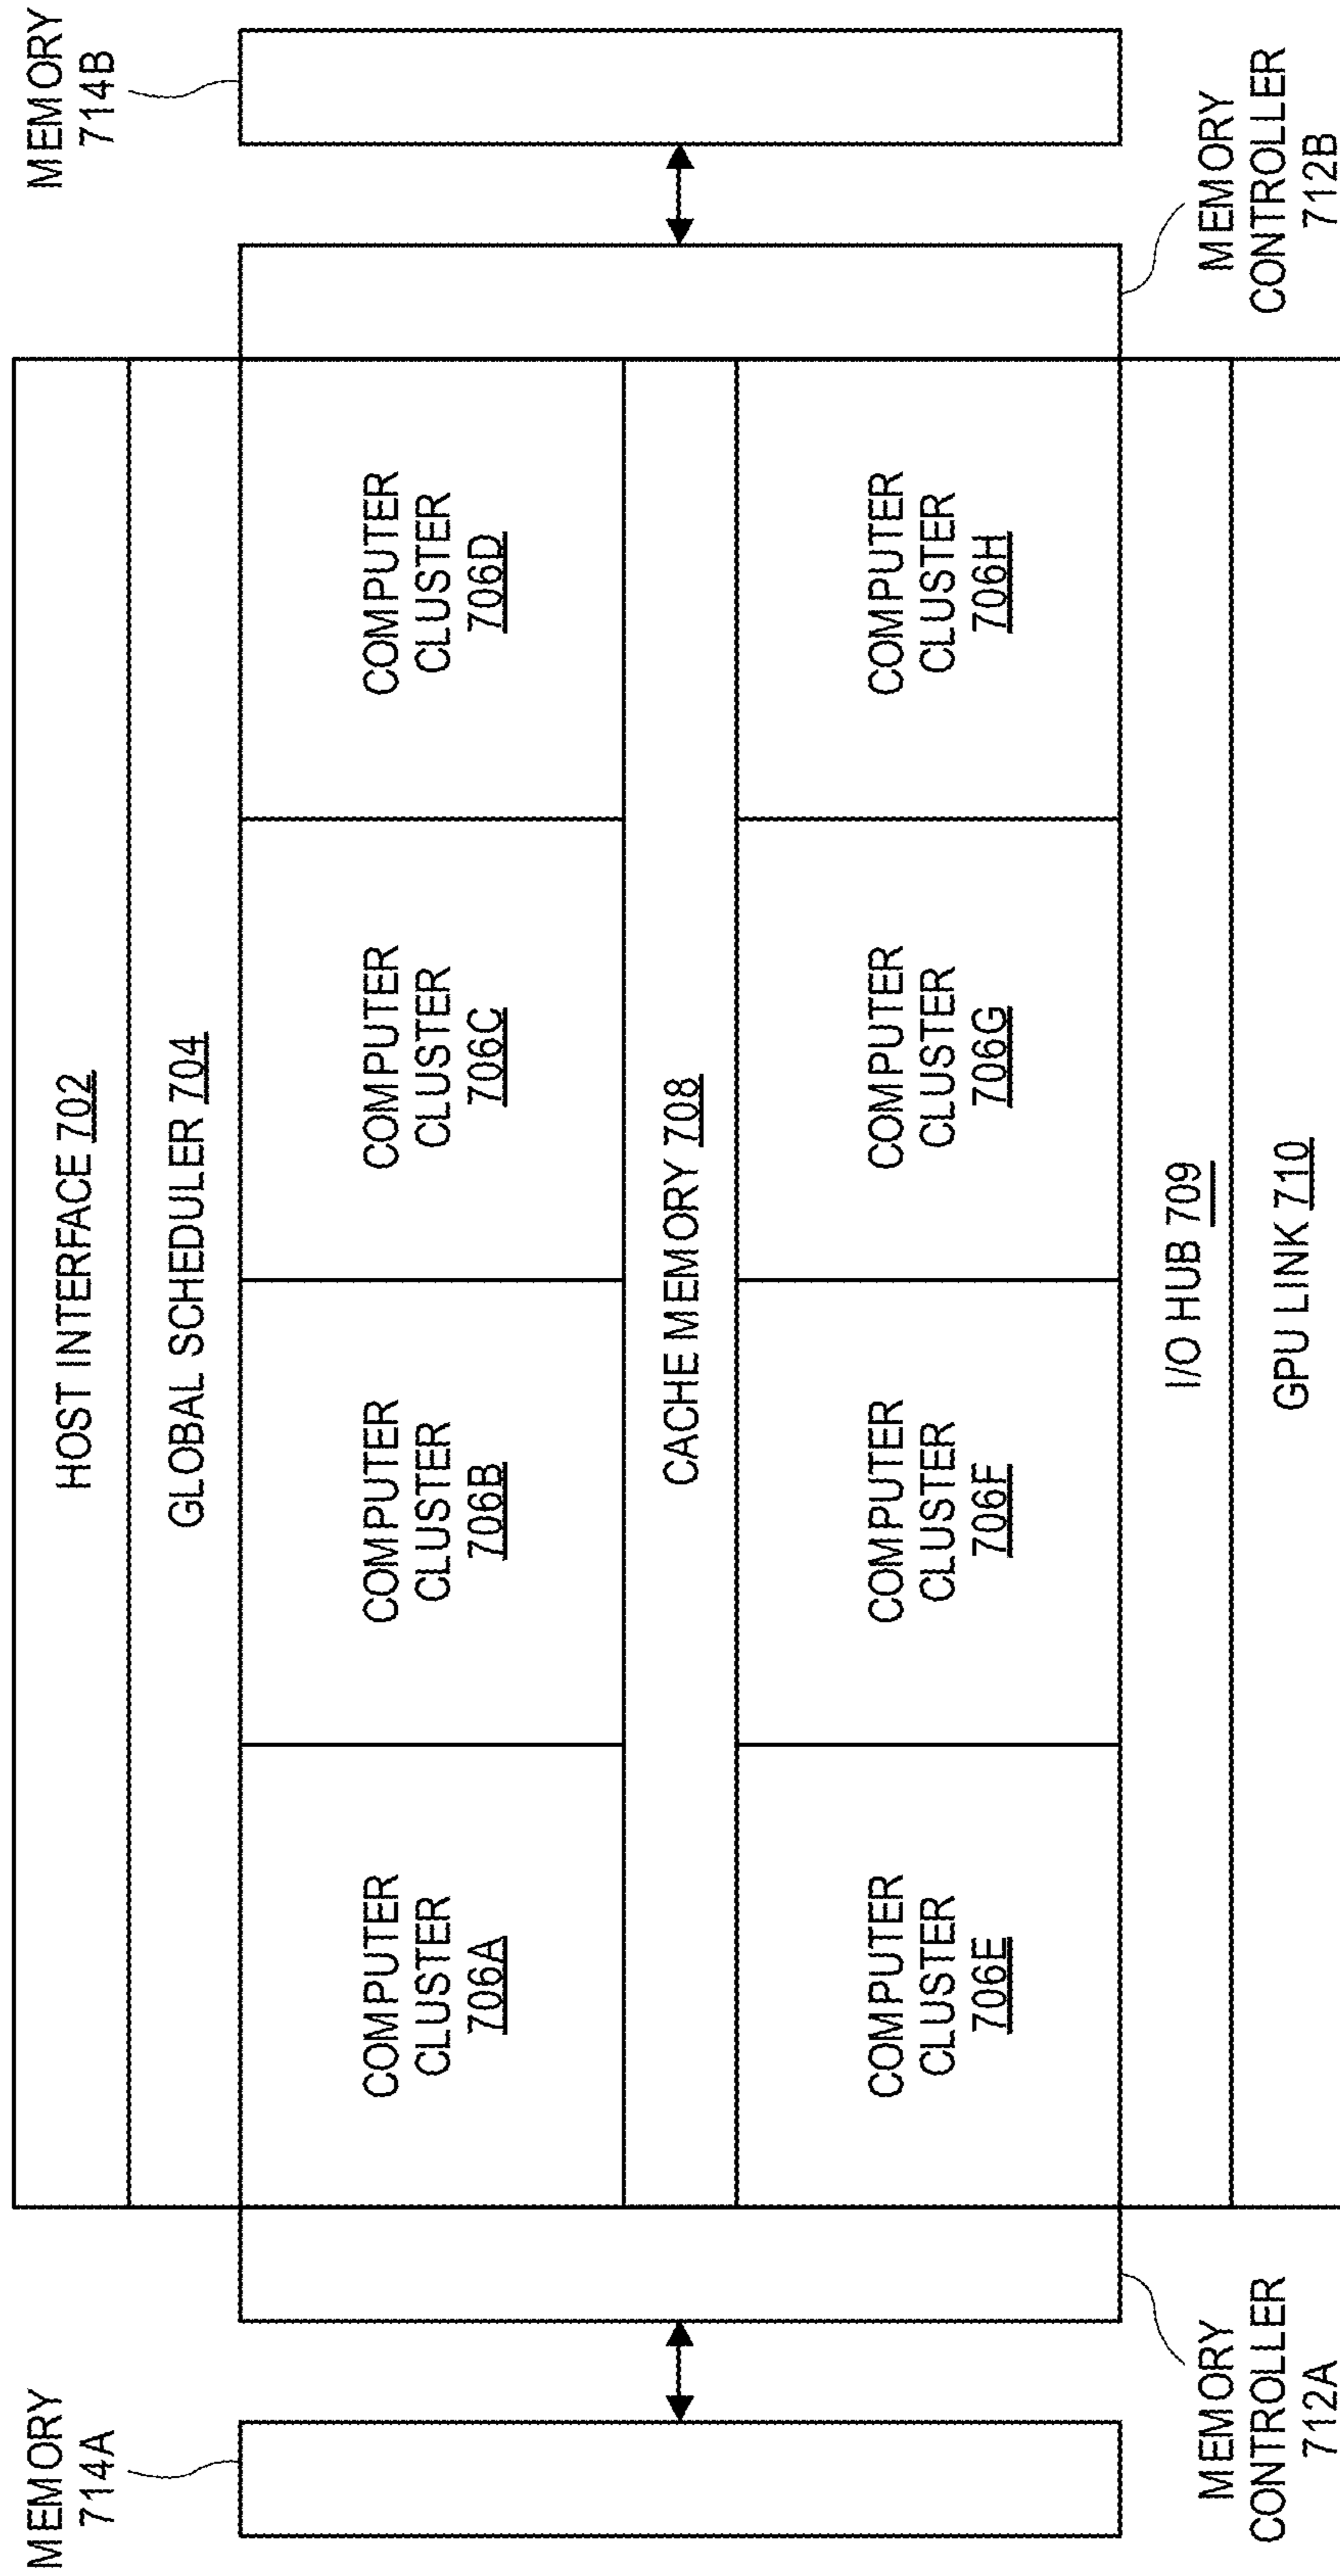 MEMORY
714A
MEMORY
714B
HOST INTERFACE 702
GLOBAL SCHEDULER 704
COMPUTER
CLUSTER
706A
COMPUTER
CLUSTER
706B
COMPUTER
CLUSTER
706C
COMPUTER
CLUSTER
706D
CACHE MEMORY 708
COMPUTER
CLUSTER
706E
COMPUTER
CLUSTER
706F
COMPUTER
CLUSTER
706G
COMPUTER
CLUSTER
706H
I/O HUB 709
GPU LINK 710
MEMORY
CONTROLLER
712A
MEMORY
CONTROLLER
712B